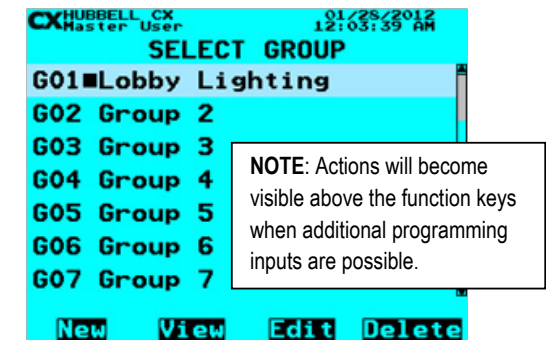 CX HUBBELL CX 01/28/2012
Master User 12:03:39 AM
SELECT GROUP
G01■Lobby Lighting
G02 Group 2
G03 Group 3
G04 Group 4
G05 Group 5
G06 Group 6
G07 Group 7
NOTE: Actions will become
visible above the function keys
when additional programming
inputs are possible.
New View Edit Delete